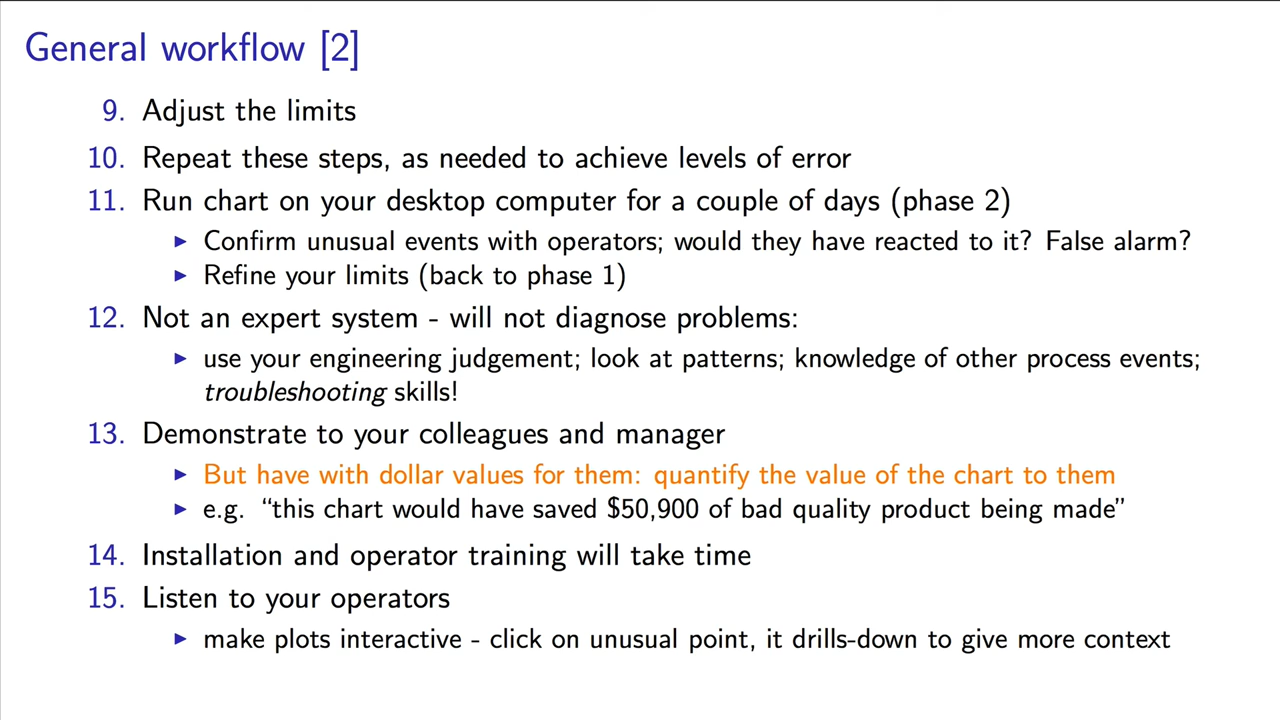 General workflow [2]
9. Adjust the limits
10. Repeat these steps, as needed to achieve levels of error
11. Run chart on your desktop computer for a couple of days (phase 2)
▶ Confirm unusual events with operators; would they have reacted to it? False alarm?
▶ Refine your limits (back to phase 1)
12. Not an expert system - will not diagnose problems:
▶ use your engineering judgement; look at patterns; knowledge of other process events;
troubleshooting skills!
13. Demonstrate to your colleagues and manager
▶ But have with dollar values for them: quantify the value of the chart to them
▶ e.g. “this chart would have saved $50,900 of bad quality product being made”
14. Installation and operator training will take time
15. Listen to your operators
▶ make plots interactive - click on unusual point, it drills-down to give more context